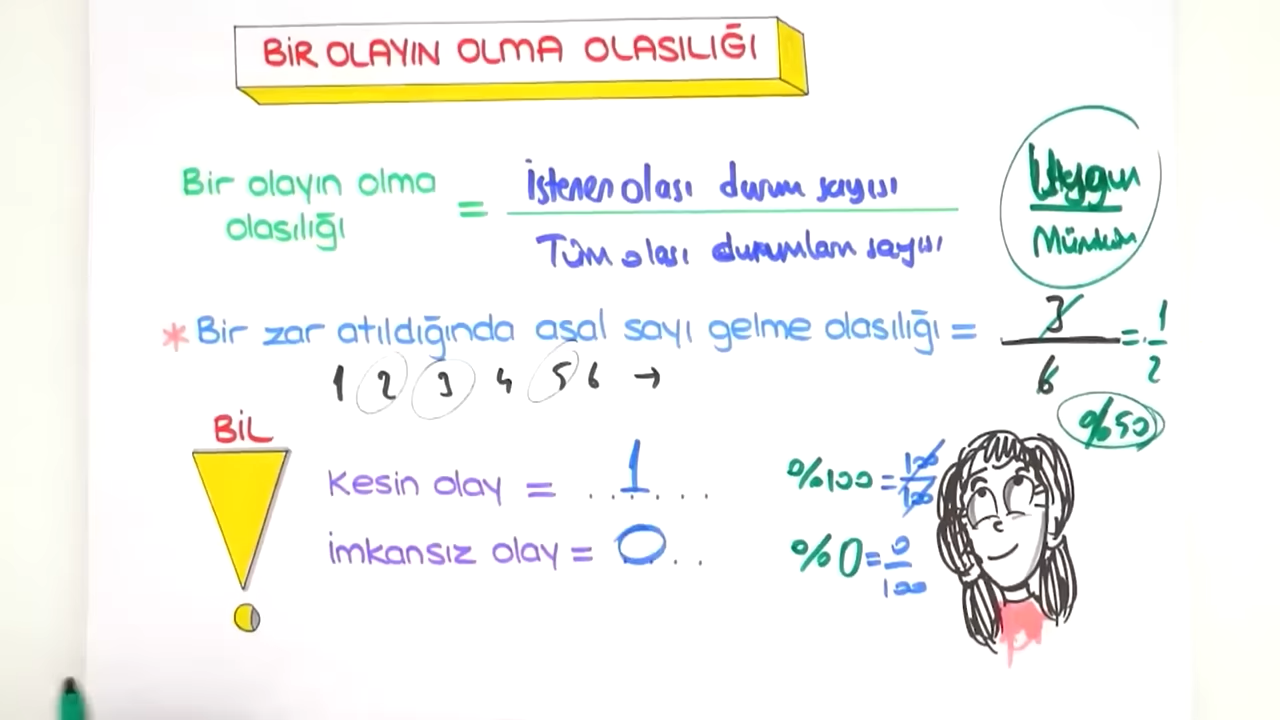 BİR OLAYIN OLMA OLASILIĞI
Bir olayın olma olasılığı = İstenen olası durum sayısı
Tüm olası durumların sayısı
Uygun
Mümkün
* Bir zar atıldığında asal sayı gelme olasılığı = 3/6 = 1/2
1 2 3 4 5 6 →
%50
BİL
Kesin olay = 1
%100 = 100/100
İmkansız olay = 0
%0 = 0/100